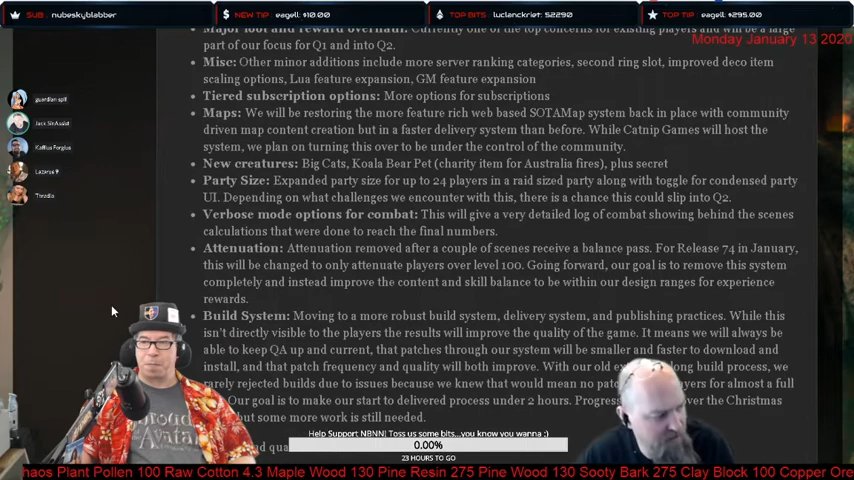 SUB: nubeskyblabber
$ NEW TIP: eagell: $10.00
TOP BITS: luclanckriet: 52290
TOP TIP: eagell: $295.00
Major loot and reward overhaul: Currently one of the top concerns for existing players and will be a large
part of our focus for Q1 and into Q2.
Monday January 13 2020
• Misc: Other minor additions include more server ranking categories, second ring slot, improved deco item
scaling options, Lua feature expansion, GM feature expansion
• Tiered subscription options: More options for subscriptions
• Maps: We will be restoring the more feature rich web based SOTAMap system back in place with community
driven map content creation but in a faster delivery system than before. While Catnip Games will host the
system, we plan on turning this over to be under the control of the community.
• New creatures: Big Cats, Koala Bear Pet (charity item for Australia fires), plus secret
• Party Size: Expanded party size for up to 24 players in a raid sized party along with toggle for condensed party
UI. Depending on what challenges we encounter with this, there is a chance this could slip into Q2.
• Verbose mode options for combat: This will give a very detailed log of combat showing behind the scenes
calculations that were done to reach the final numbers.
• Attenuation: Attenuation removed after a couple of scenes receive a balance pass. For Release 74 in January,
this will be changed to only attenuate players over level 100. Going forward, our goal is to remove this system
completely and instead improve the content and skill balance to be within our design ranges for experience
rewards.
• Build System: Moving to a more robust build system, delivery system, and publishing practices. While this
isn't directly visible to the players the results will improve the quality of the game. It means we will always be
able to keep QA up and current, that patches through our system will be smaller and faster to download and
install, and that patch frequency and quality will both improve. With our old long build process, we
rarely rejected builds due to issues because we knew that would mean no for almost a full
Our goal is to make our start to delivered process under 2 hours. over the Christmas
but some more work is still needed.
guardian spill
Jack
Lazarus
Help Support NBNN! Toss us some bits...you know you wanna ;)
0.00%
23 HOURS TO GO
haos Plant Pollen 100 Raw Cotton 4.3 Maple Wood 130 Pine Resin 275 Pine Wood 130 Sooty Bark 275 Clay Block 100 Copper Ore